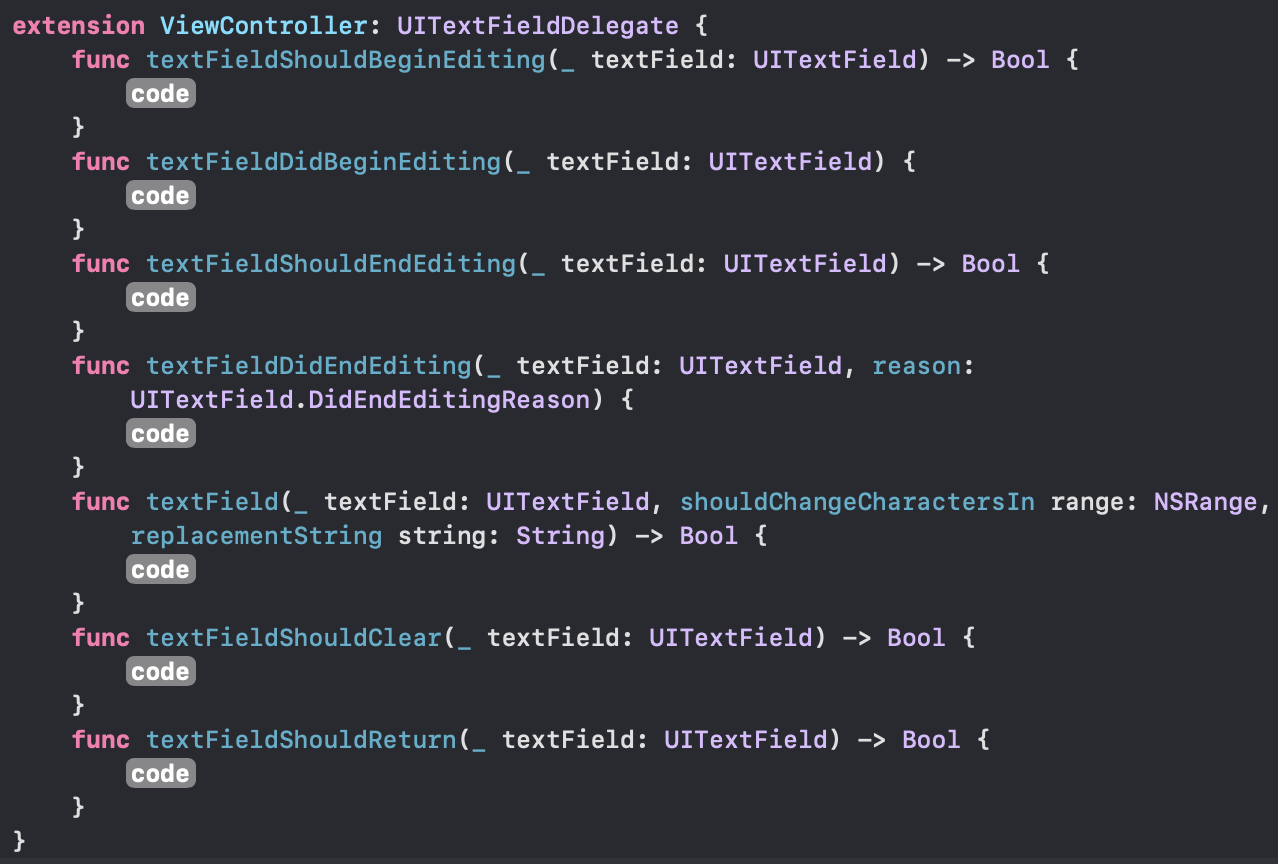 extension ViewController: UITextFieldDelegate {
func textFieldShouldBeginEditing(_ textField: UITextField) -> Bool {
code
}
func textFieldDidBeginEditing(_ textField: UITextField) {
code
}
func textFieldShouldEndEditing(_ textField: UITextField) -> Bool {
code
}
func textFieldDidEndEditing(_ textField: UITextField, reason:
UITextField.DidEndEditingReason) {
code
}
func textField(_ textField: UITextField, shouldChangeCharactersIn range: NSRange,
replacementString string: String) -> Bool {
code
}
func textFieldShouldClear(_ textField: UITextField) -> Bool {
code
}
func textFieldShouldReturn(_ textField: UITextField) -> Bool {
code
}
}